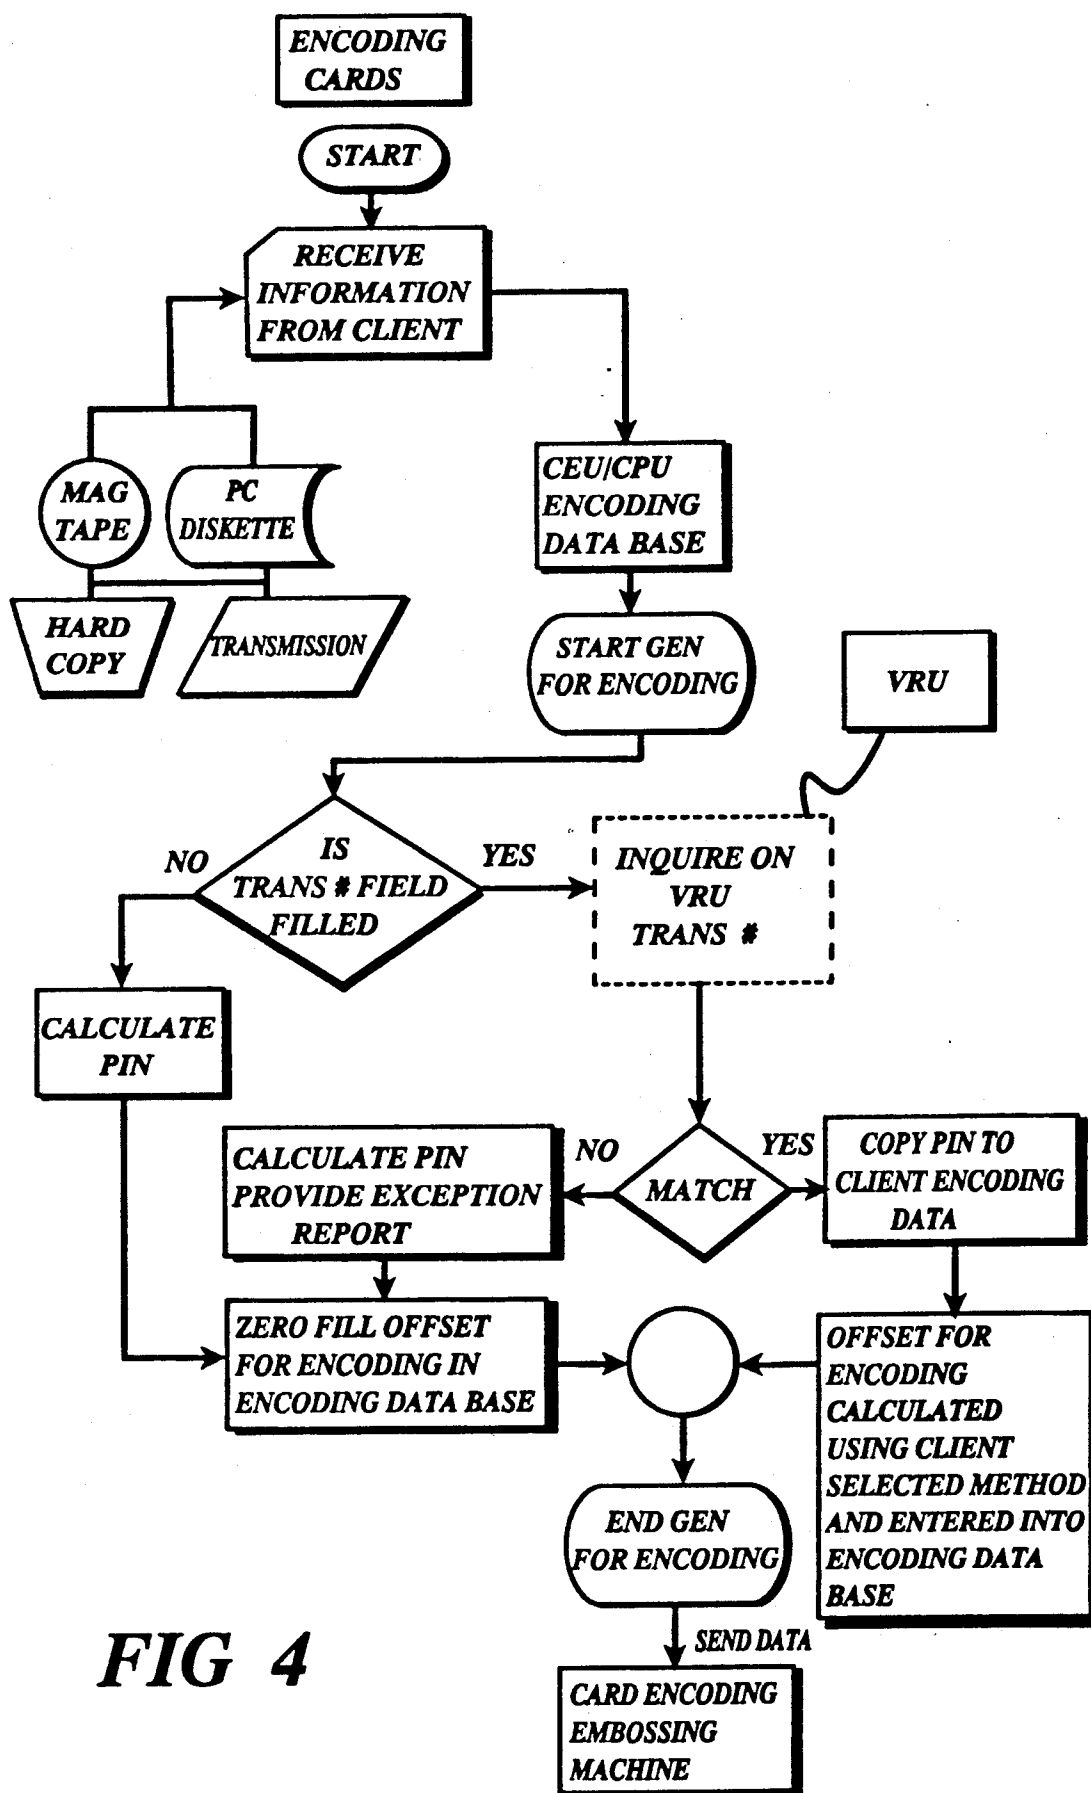 ENCODING
CARDS
START
RECEIVE
INFORMATION
FROM CLIENT
MAG
TAPE
PC
DISKETTE
HARD
COPY
TRANSMISSION
CEU/CPU
ENCODING
DATA BASE
START GEN
FOR ENCODING
VRU
IS
TRANS # FIELD
FILLED
NO
YES
INQUIRE ON
VRU
TRANS #
CALCULATE
PIN
MATCH
NO
YES
CALCULATE PIN
PROVIDE EXCEPTION
REPORT
COPY PIN TO
CLIENT ENCODING
DATA
ZERO FILL OFFSET
FOR ENCODING IN
ENCODING DATA BASE
OFFSET FOR
ENCODING
CALCULATED
USING CLIENT
SELECTED METHOD
AND ENTERED INTO
ENCODING DATA
BASE
END GEN
FOR ENCODING
SEND DATA
CARD ENCODING
EMBOSSING
MACHINE
FIG 4